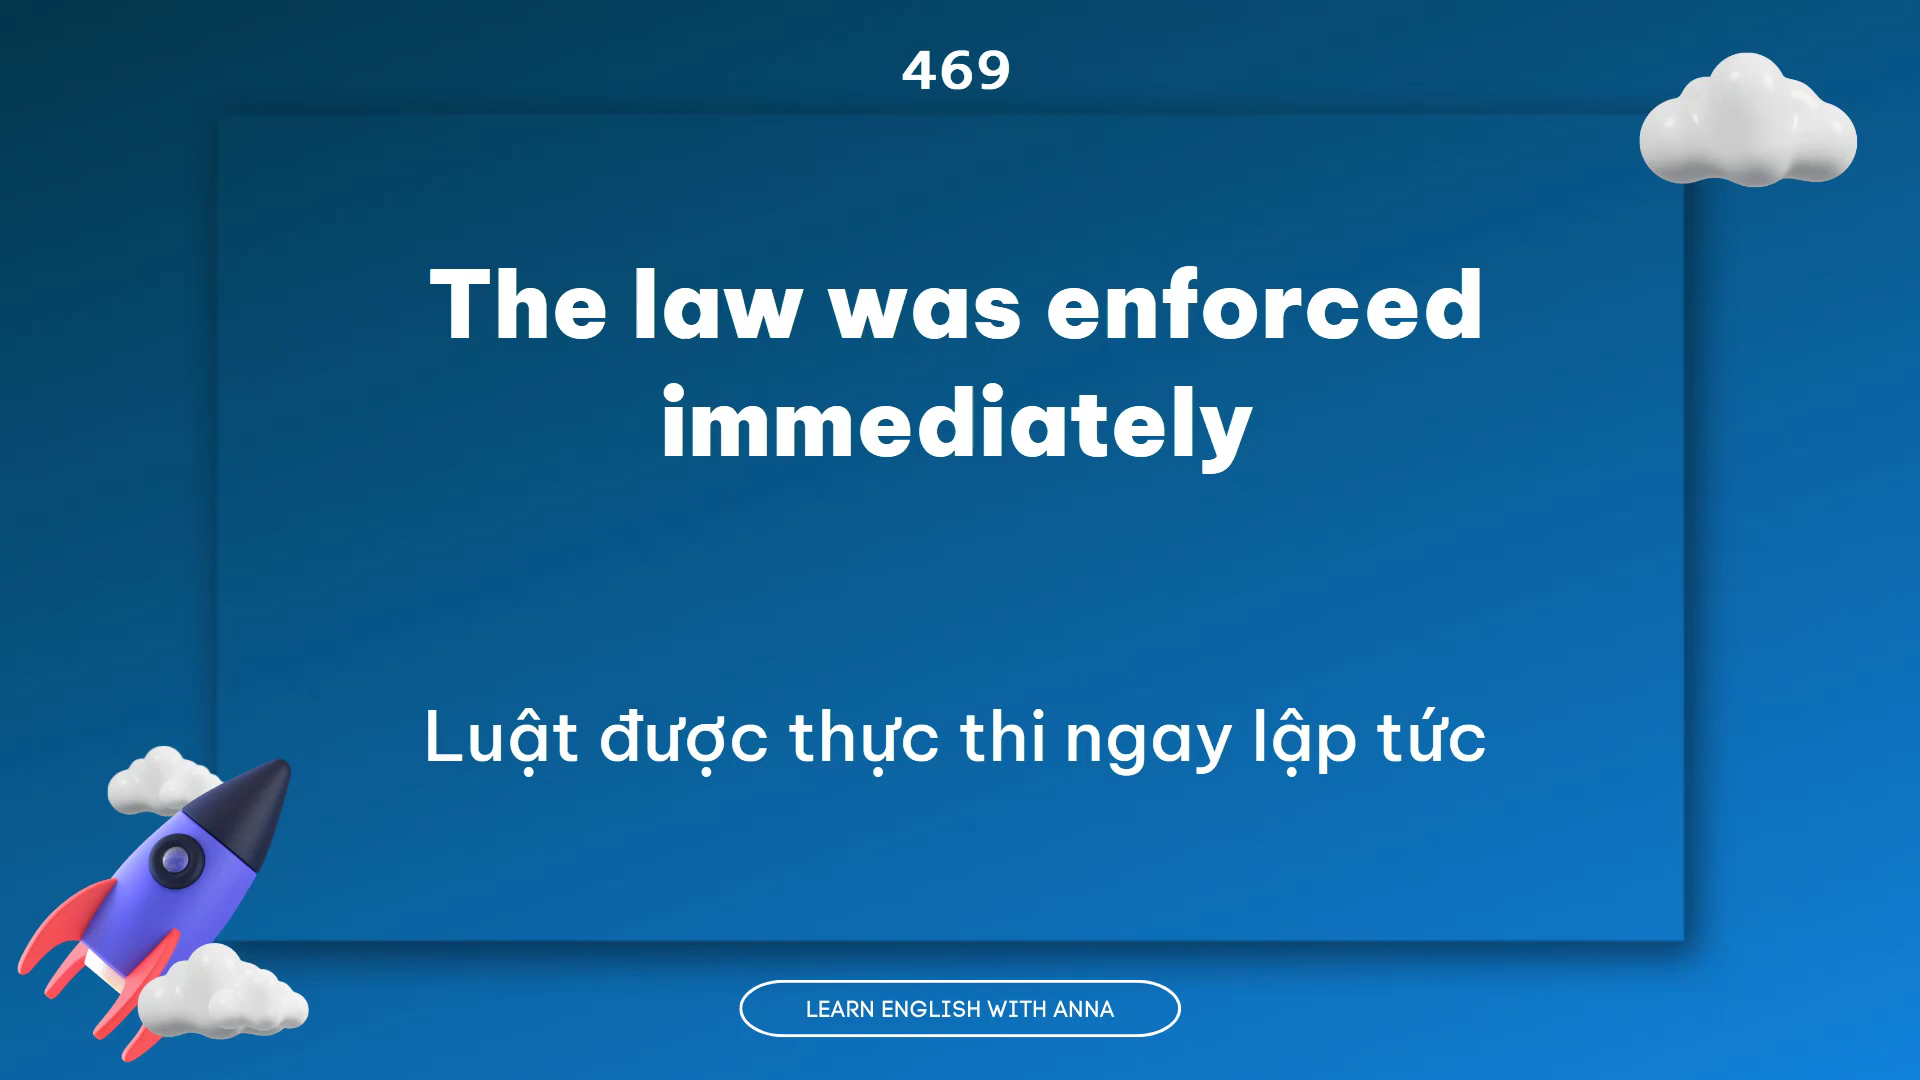 469
The law was enforced
immediately
Luật được thực thi ngay lập tức
LEARN ENGLISH WITH ANNA